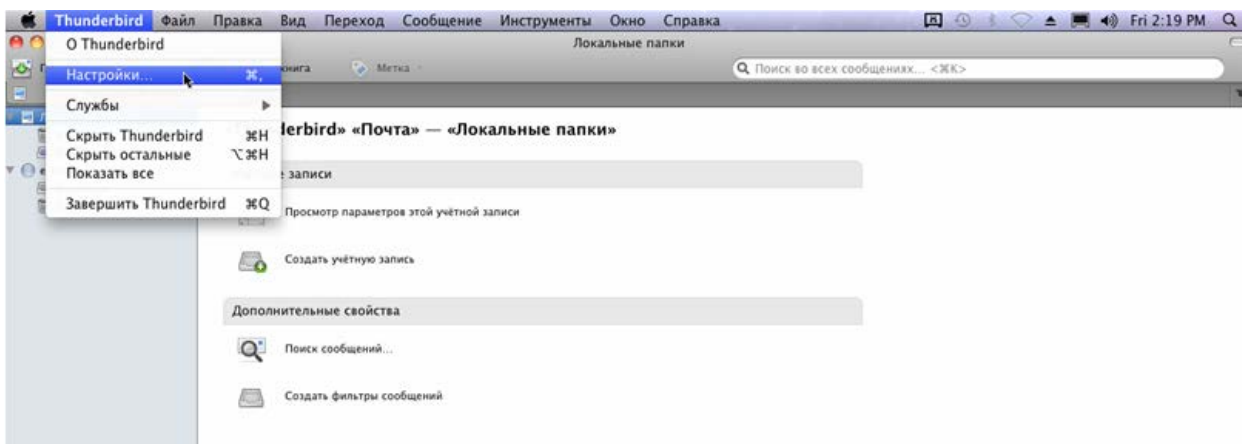 Thunderbird Файл Правка Вид Переход Сообщение Инструменты Окно Справка Fri 2:19 PM
О Thunderbird
Локальные папки
Настройки... ⌘,
Метка
Поиск во всех сообщениях... <⌘K>
Службы
Скрыть Thunderbird ⌘H
Скрыть остальные ⌥⌘H
Показать все
Завершить Thunderbird ⌘Q
«Почта» — «Локальные папки»
записи
Просмотр параметров этой учётной записи
Создать учётную запись
Дополнительные свойства
Поиск сообщений...
Создать фильтры сообщений